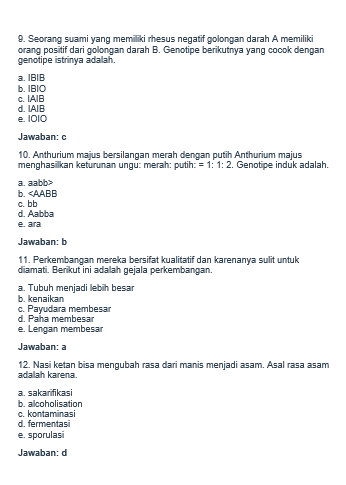 9. Seorang suami yang memiliki rhesus negatif golongan darah A memiliki
orang positif dari golongan darah B. Genotipe berikutnya yang cocok dengan
genotipe istrinya adalah.
a. IBIB
b. IBIO
c. IAIB
d. IAIB
e. IOIO
Jawaban: c
10. Anthurium majus bersilangan merah dengan putih Anthurium majus
menghasilkan keturunan ungu: merah: putih: = 1: 1: 2. Genotipe induk adalah.
a. aabb>
b. <AABB
c. bb
d. Aabba
e. ara
Jawaban: b
11. Perkembangan mereka bersifat kualitatif dan karenanya sulit untuk
diamati. Berikut ini adalah gejala perkembangan.
a. Tubuh menjadi lebih besar
b. kenaikan
c. Payudara membesar
d. Paha membesar
e. Lengan membesar
Jawaban: a
12. Nasi ketan bisa mengubah rasa dari manis menjadi asam. Asal rasa asam
adalah karena.
a. sakarifikasi
b. alcoholisation
c. kontaminasi
d. fermentasi
e. sporulasi
Jawaban: d